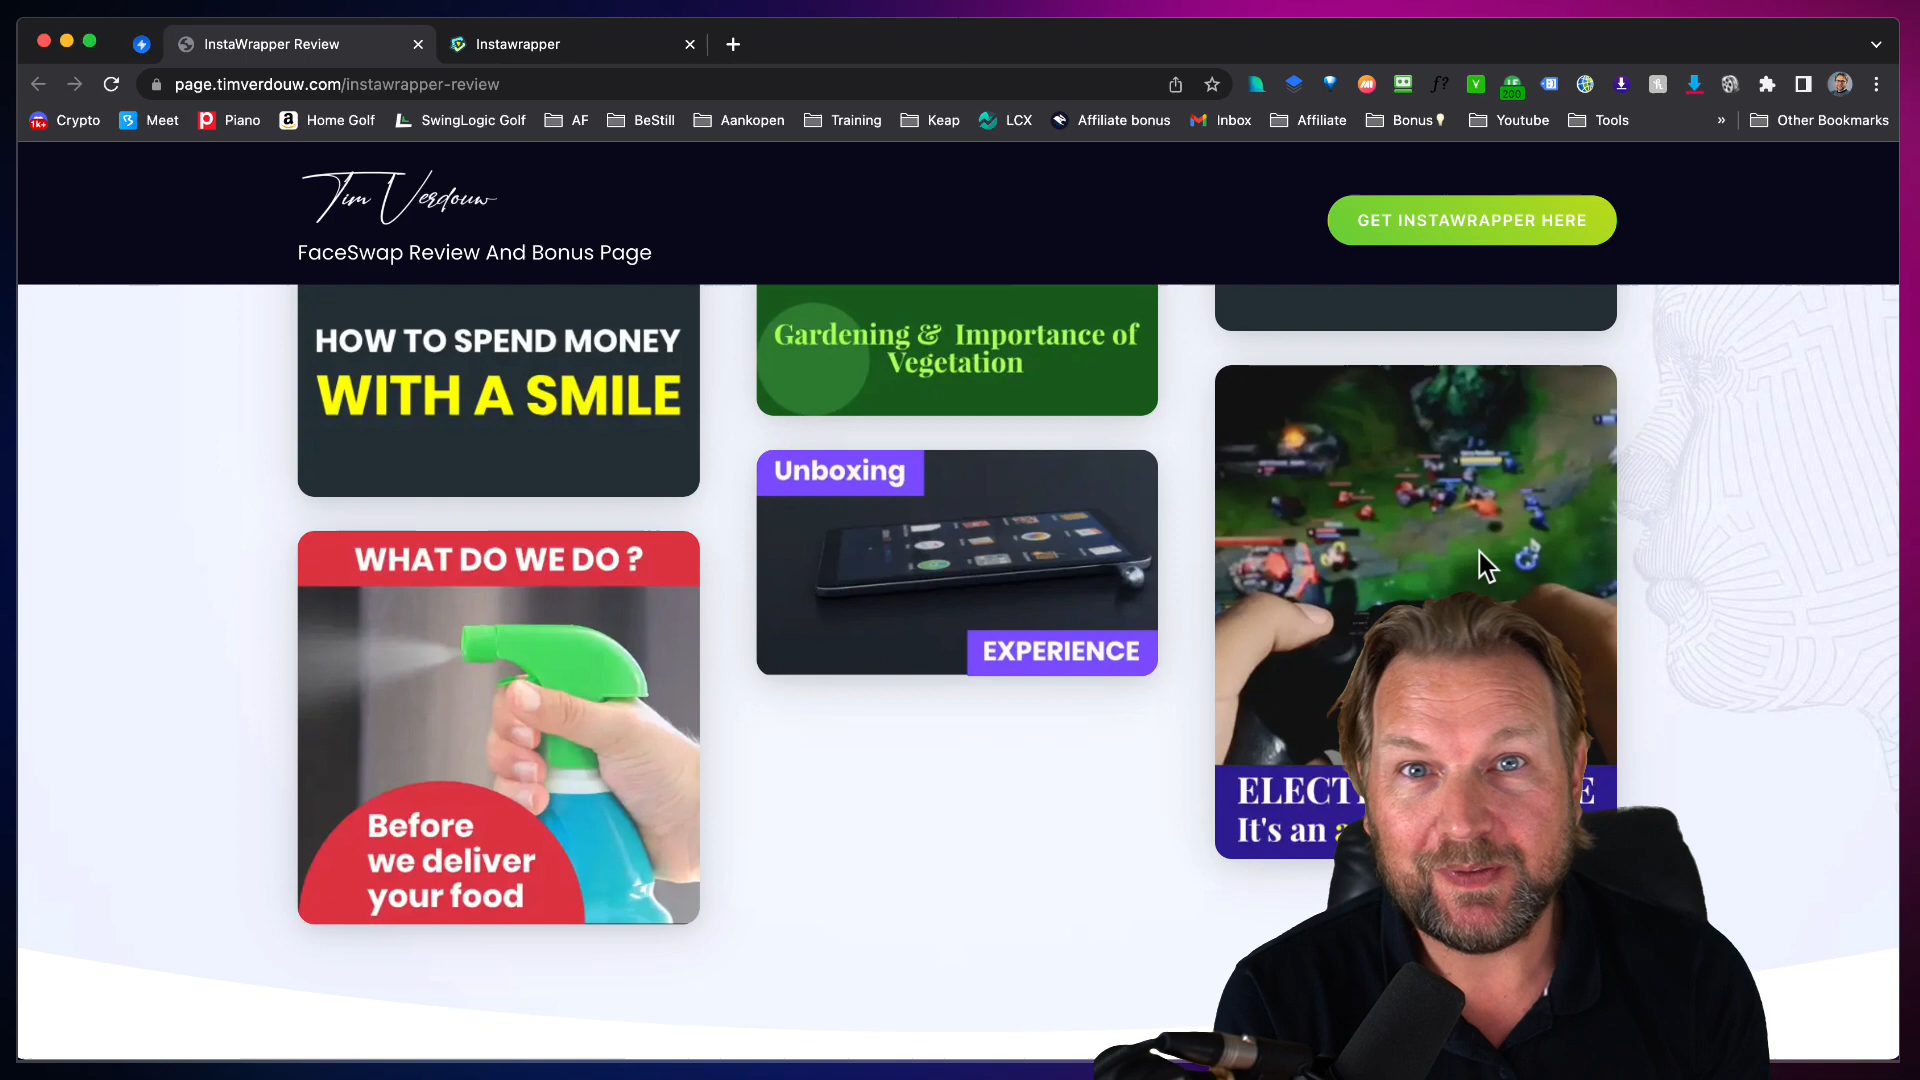 InstaWrapper Review
Instawrapper
page.timverdouw.com/instawrapper-review
f?
200
1k+
Crypto
Meet
Piano
Home Golf
SwingLogic Golf
AF
BeStill
Aankopen
Training
Keap
LCX
Affiliate bonus
Inbox
Affiliate
Bonus
Youtube
Tools
»
Other Bookmarks
Tim Verdouw
FaceSwap Review And Bonus Page
GET INSTAWRAPPER HERE
HOW TO SPEND MONEY
WITH A SMILE
Gardening & Importance of
Vegetation
Unboxing
EXPERIENCE
WHAT DO WE DO ?
Before
we deliver
your food
It's an